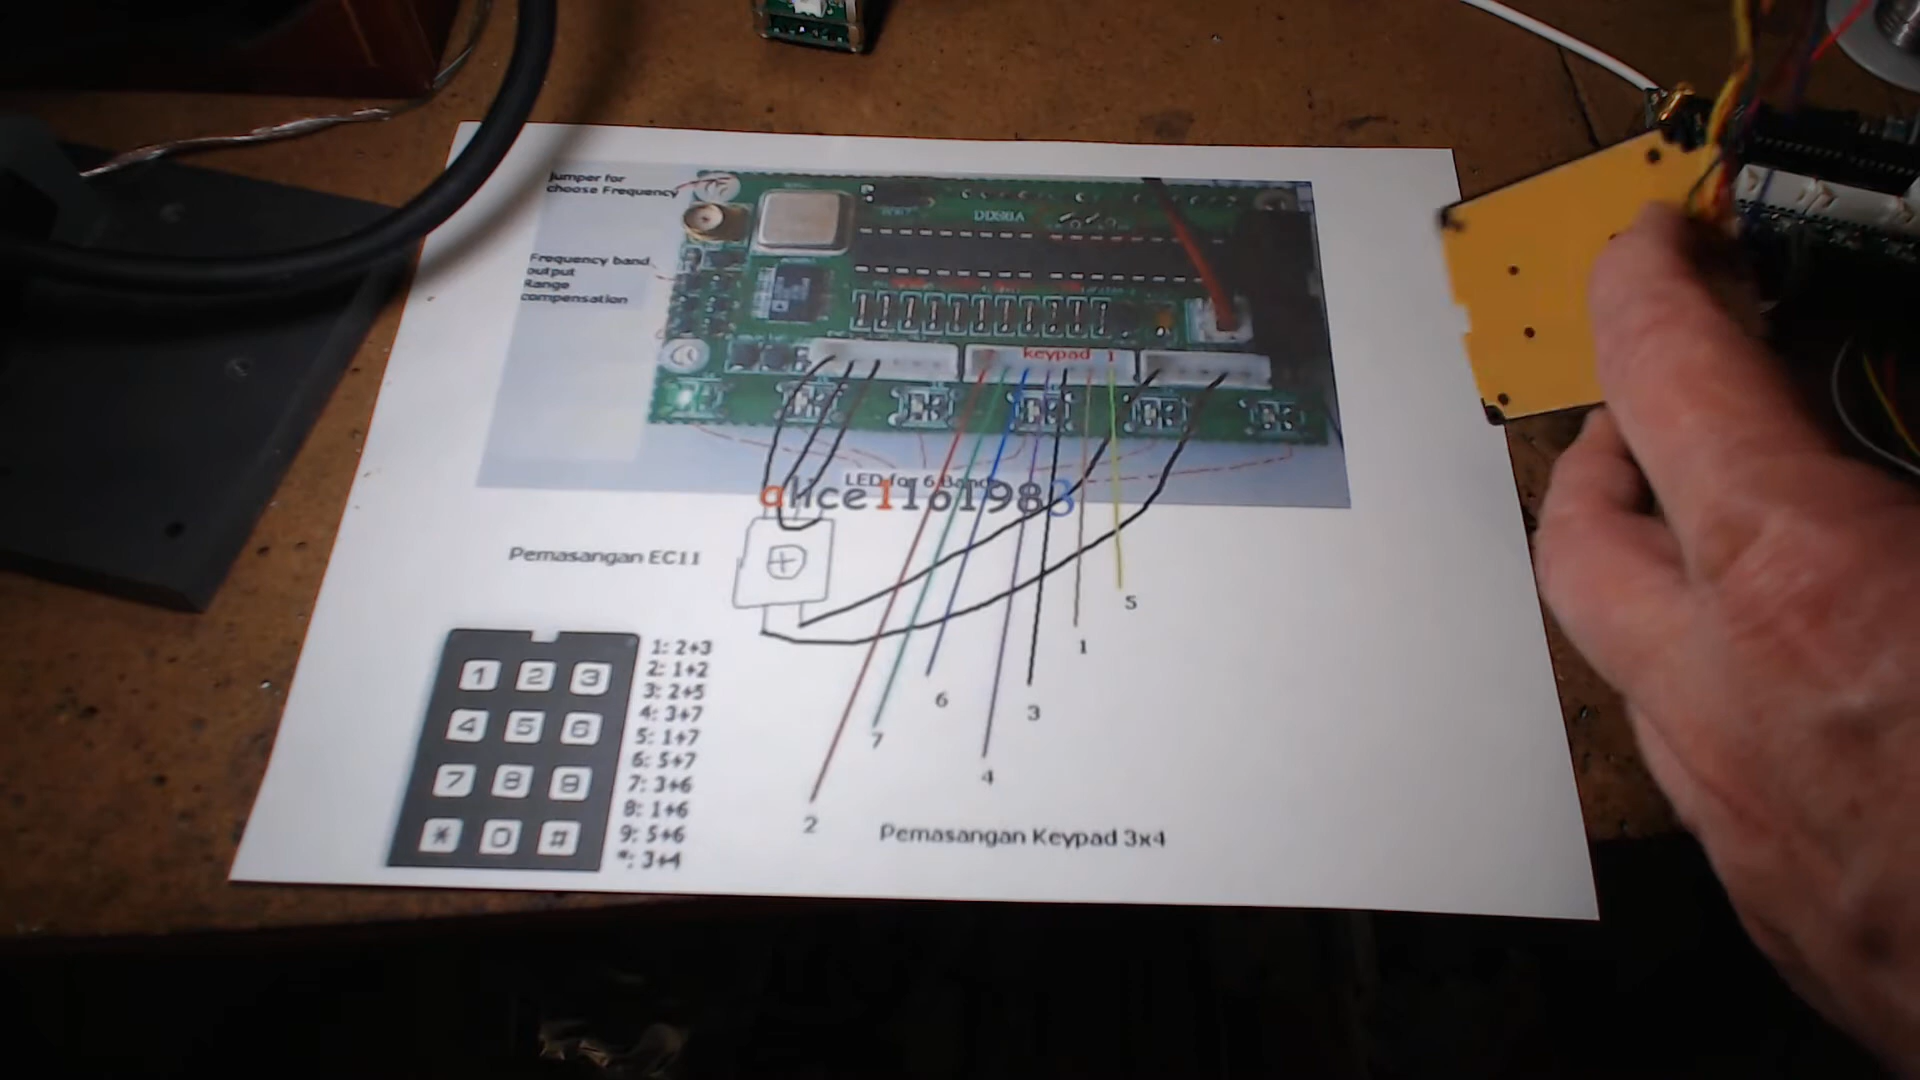 Jumper for
choose Frequency
DDS98A
Frequency band
output
Range
compensation
keypad 1
LED for 6 Bands
alice1161983
Pemasangan EC11
5
1
6
3
7
4
2
Pemasangan Keypad 3x4
1 2 3
4 5 6
7 8 9
* 0 #
1: 2+3
2: 1+2
3: 2+5
4: 3+7
5: 1+7
6: 5+7
7: 3+6
8: 1+6
9: 5+6
*: 3+4